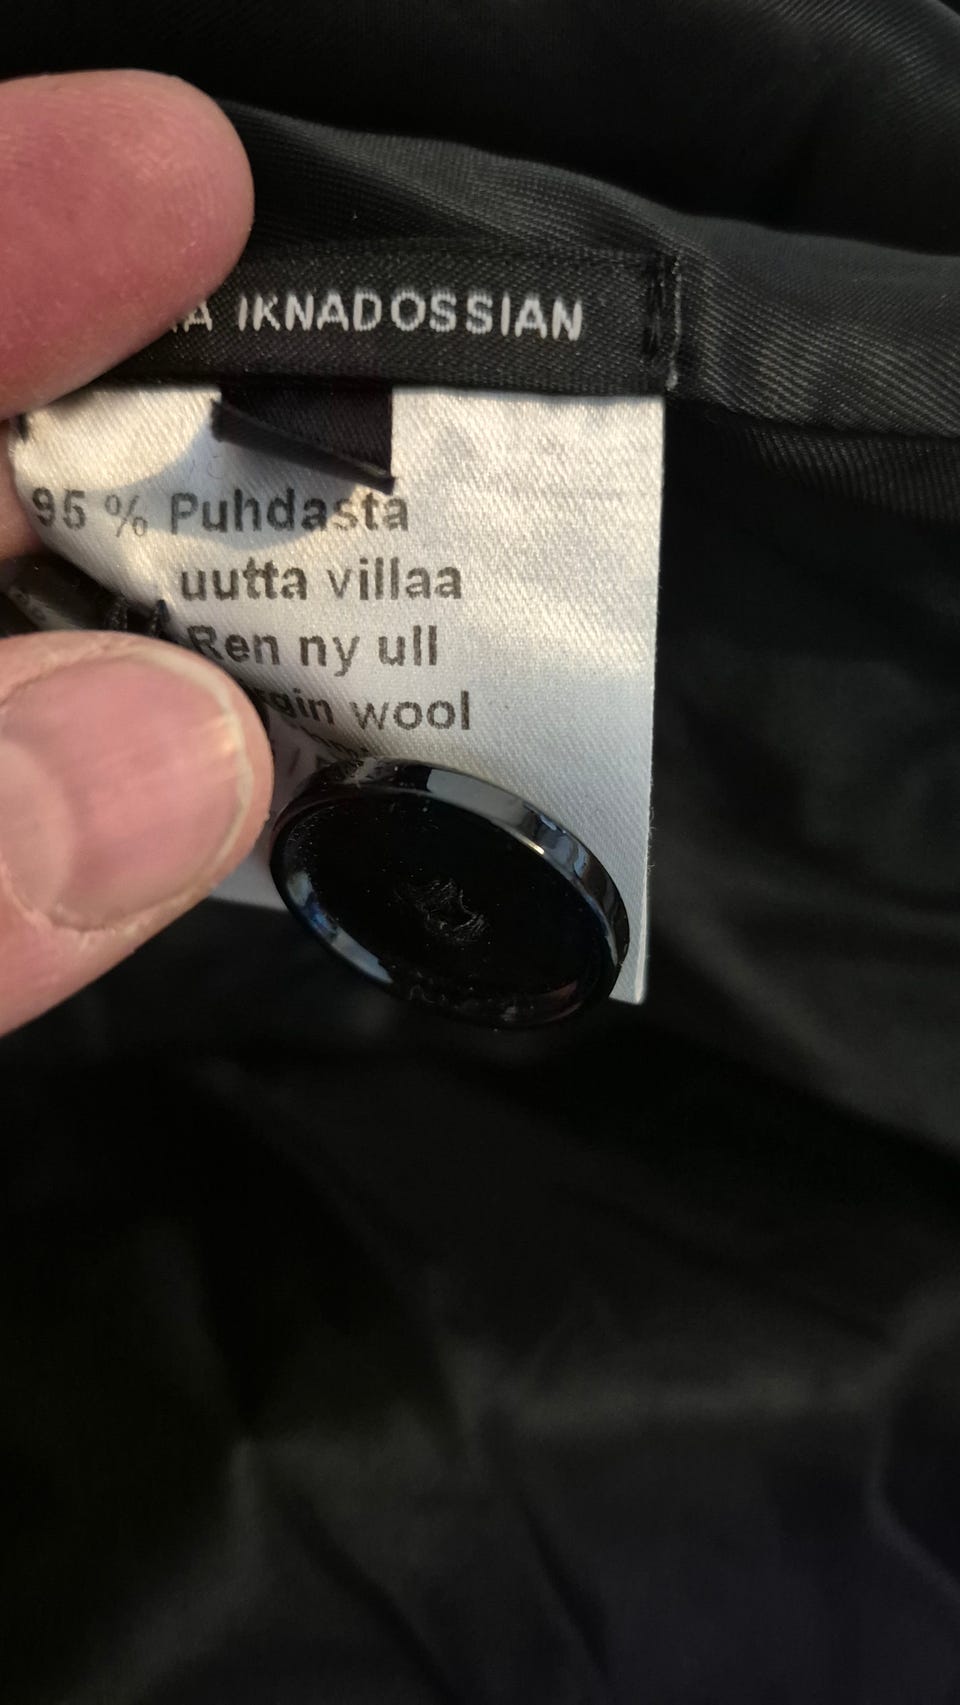 IKNADOSSIAN
95 % Puhdasta
uutta villaa
Ren ny ull
wool